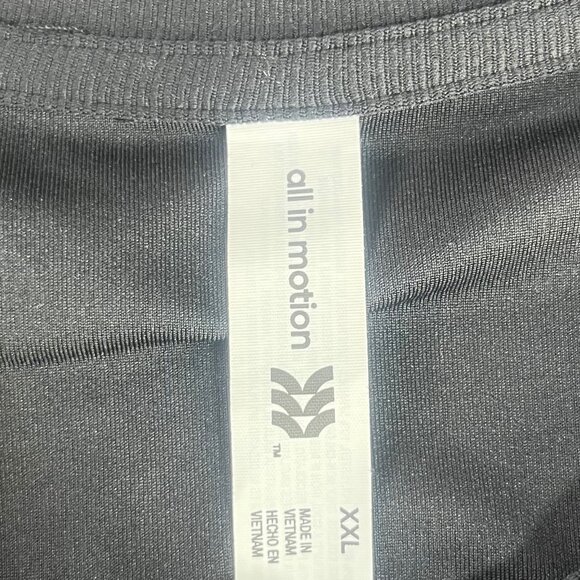 all in motion
™
XXL
MADE IN
VIETNAM
HECHO EN
VIETNAM